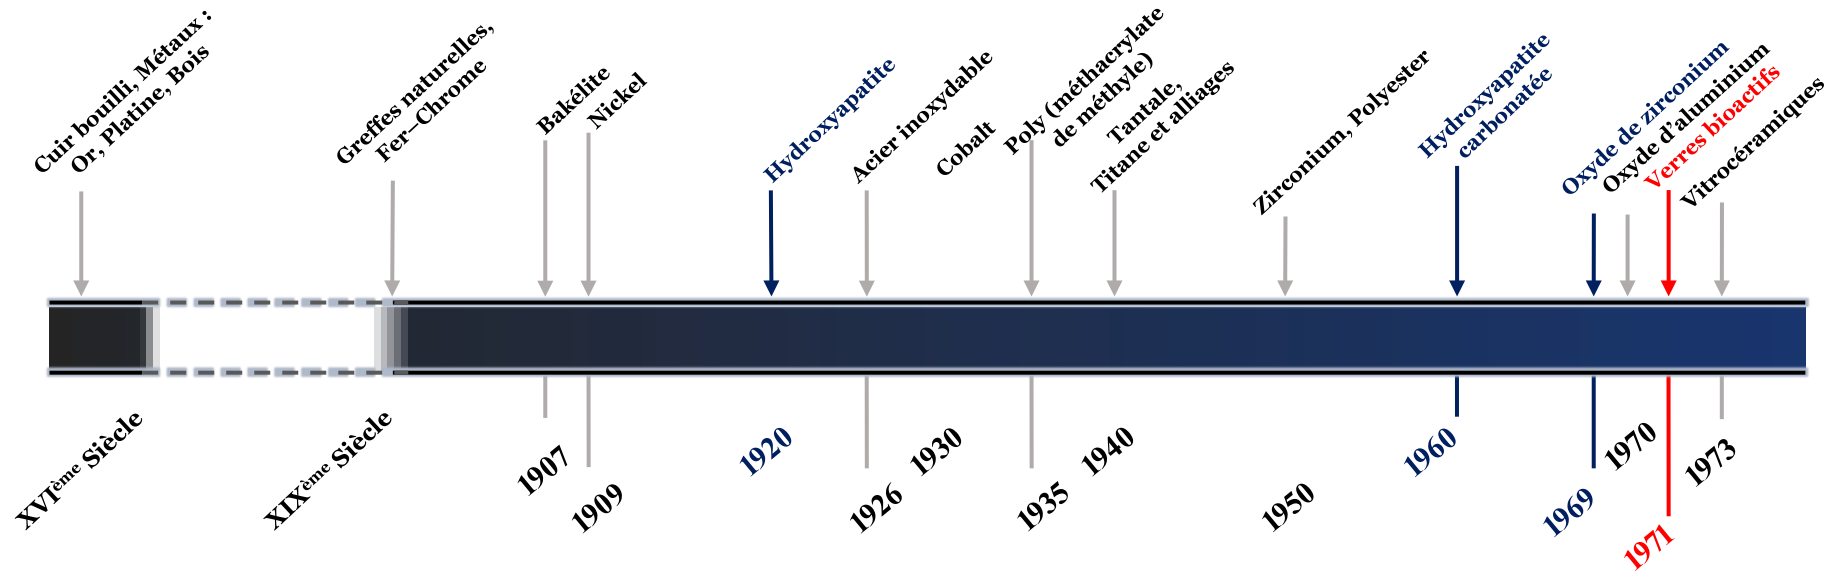 Cuir bouilli, Métaux :
Or, Platine, Bois
Greffes naturelles,
Fer–Chrome
Bakélite
Nickel
Hydroxyapatite
Acier inoxydable
Cobalt
Poly (méthacrylate
de méthyle)
Tantale,
Titane et alliages
Zirconium, Polyester
Hydroxyapatite
carbonatée
Oxyde de zirconium
Oxyde d'aluminium
Verres bioactifs
Vitrocéramiques
XVIème Siècle
XIXème Siècle
1907
1909
1920
1926
1930
1935
1940
1950
1960
1969
1970
1971
1973